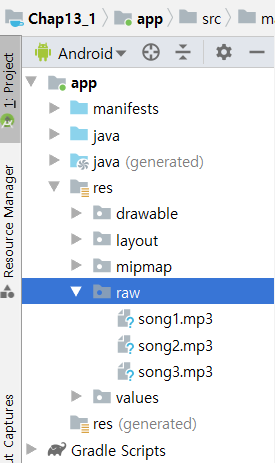 Chap13_1 app src ma
Android
app
manifests
java
java (generated)
res
drawable
layout
mipmap
raw
song1.mp3
song2.mp3
song3.mp3
values
res (generated)
Gradle Scripts
1: Project
Resource Manager
ut Captures